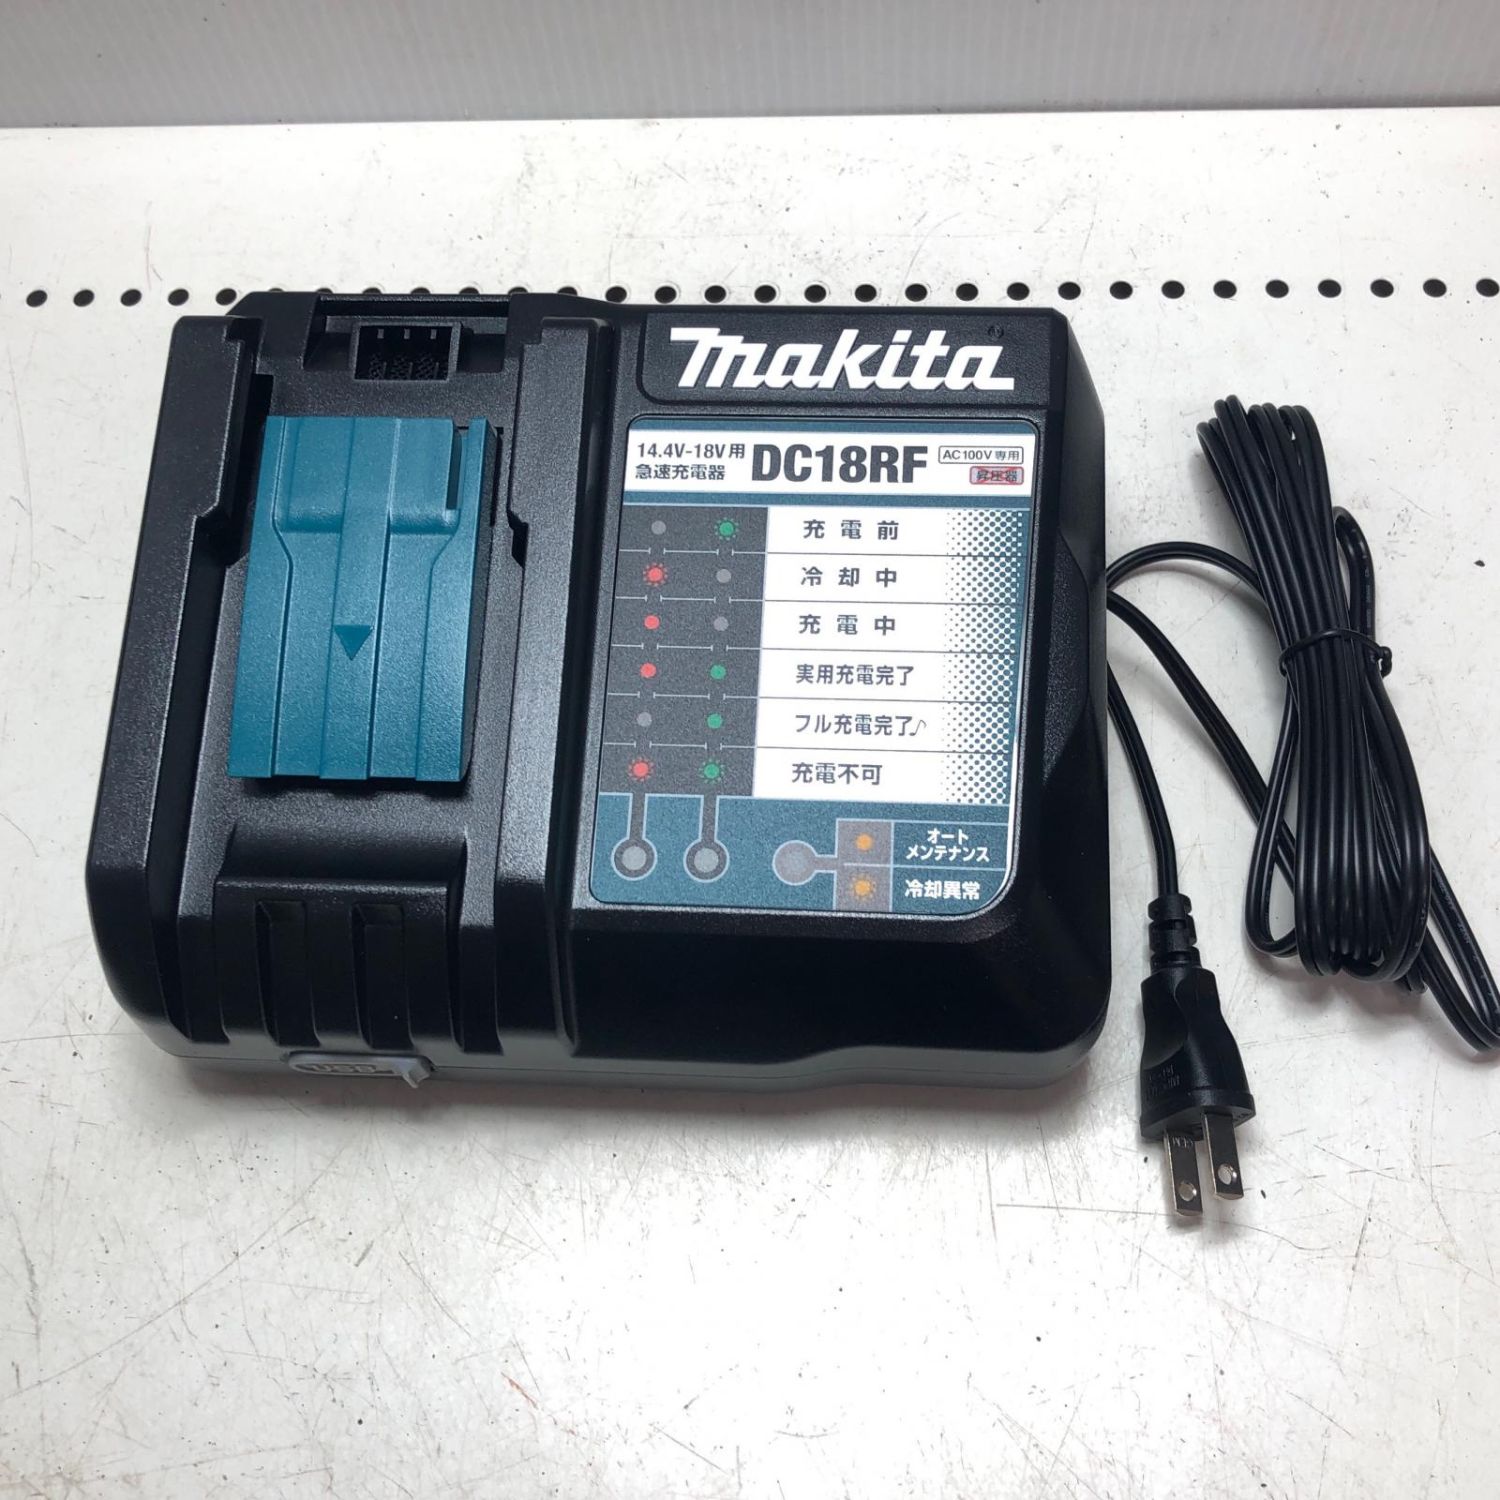 makita
14.4V-18V用
急速充電器
DC18RF
AC100V専用
昇圧器
充電前
冷却中
充電中
実用充電完了
フル充電完了♪
充電不可
オート
メンテナンス
冷却異常
USB